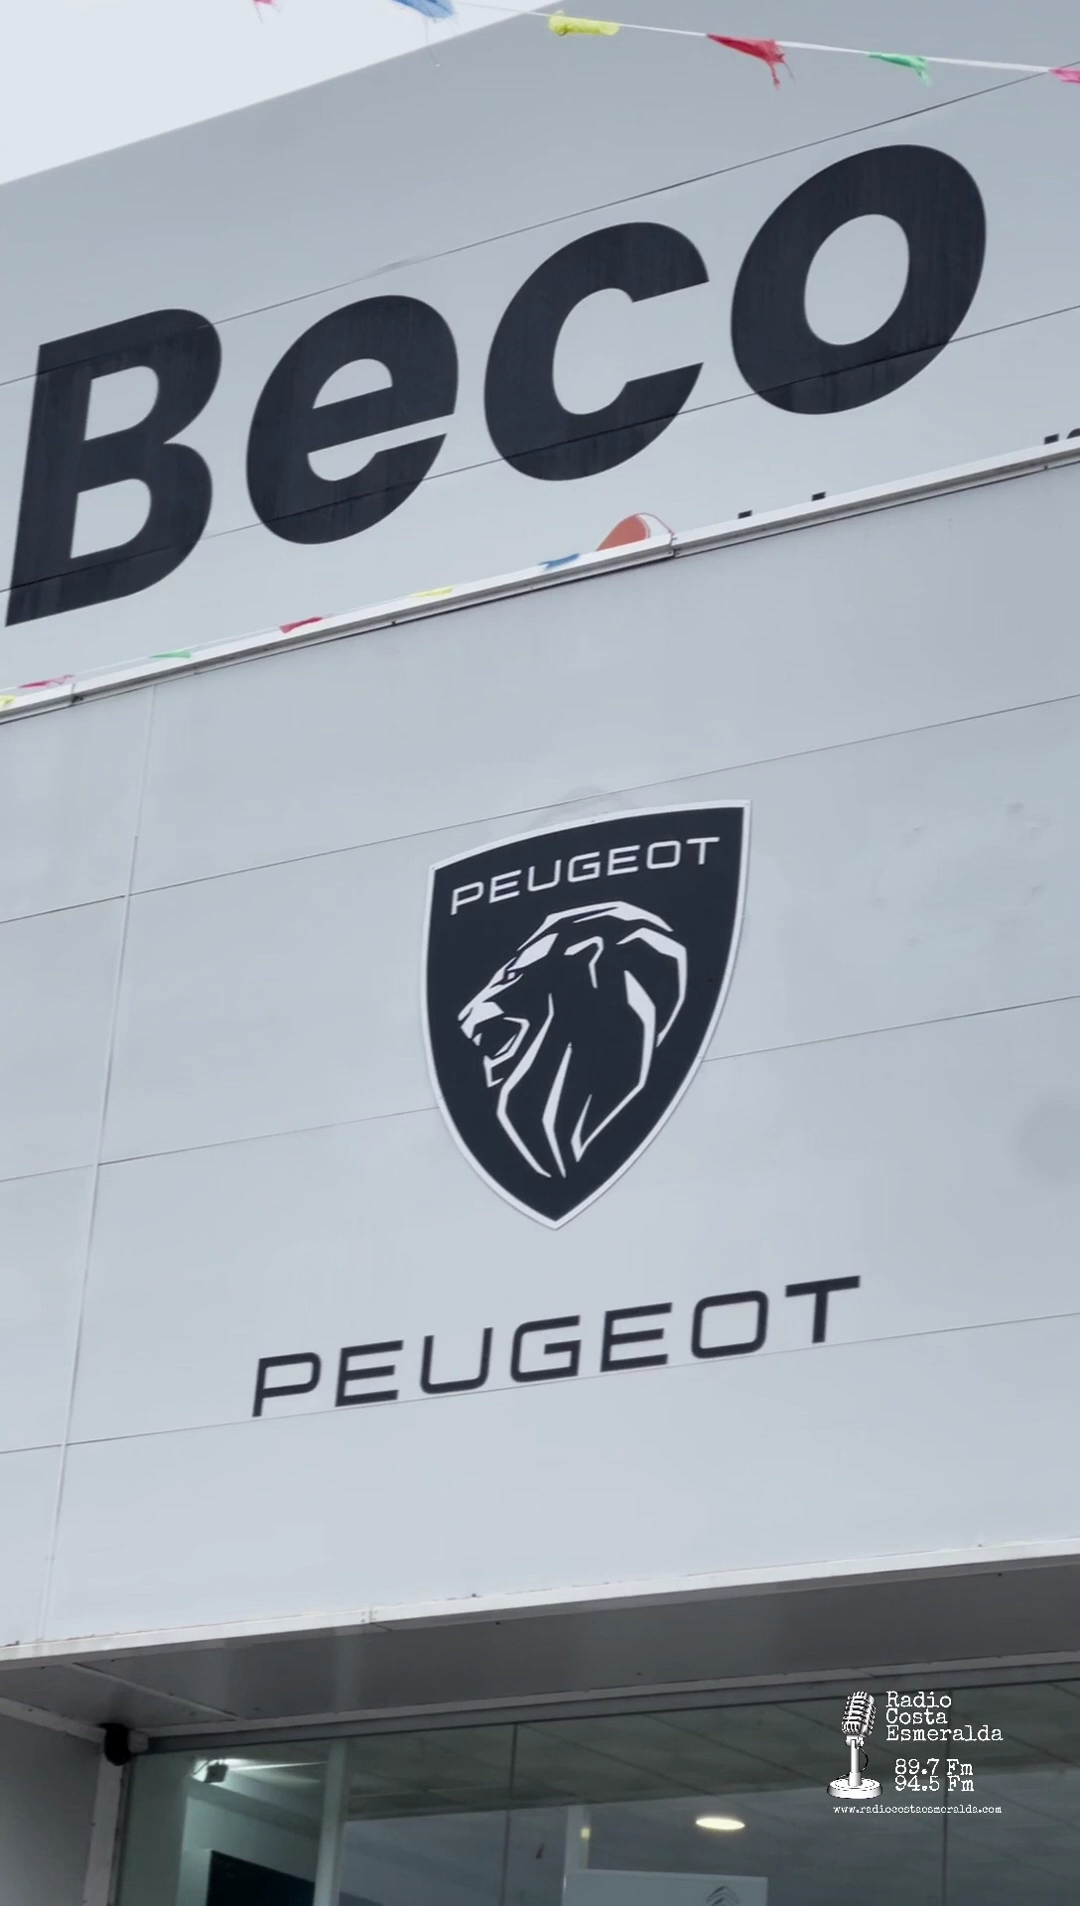 Beco
PEUGEOT
PEUGEOT
Radio
Costa
Esmeralda
89.7 Fm
94.5 Fm
www.radiocostaesmeralda.com